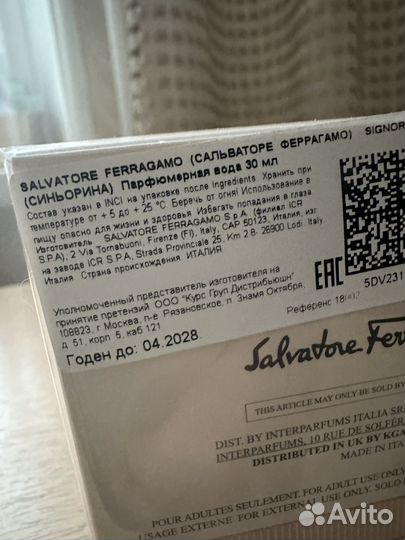 SALVATORE FERRAGAMO (САЛЬВАТОРЕ ФЕРРАГАМО) SIGNOR
(СИНЬОРИНА) Парфюмерная вода 30 мл
Состав указан в INCI на упаковке после Ingredients. Хранить при
температуре от + 5 до + 25 °C Беречь от огня! Использование в
пищу опасно для жизни и здоровья Избегать попадания в глаза
Изготовитель SALVATORE FERRAGAMO S.p.A. (филиал ICR
S.P.A), 2 Via Tornabuoni, Firenze (FI), Italy, CAP 50123, Италия, изг
на заводе ICR S.P.A, Strada Provinciale 25, Km 2.B- 26900 Lodi,
Италия Страна происхождения: ИТАЛИЯ
EAC
5DV231
Уполномоченный представитель изготовителя на
принятие претензий ООО "Курс Груп Дистрибьюшн"
108823, г Москва, п-е Рязановское, п. Знамя Октября,
д 51, корп 5, каб 121
Референс
Годен до: 04.2028.
Salvatore Fer
THIS ARTICLE MAY ONLY BE SOLD BY
DIST. BY INTERPARFUMS ITALIA SR
INTERPARFUMS, 10 RUE DE SOLFÉR
DISTRIBUTED IN UK BY KGA
MADE IN ITA
POUR ADULTES SEULEMENT. FOR ADULT USE ONL
USAGE EXTERNE. FOR EXTERNAL USE ONLY. SOLO
Avito